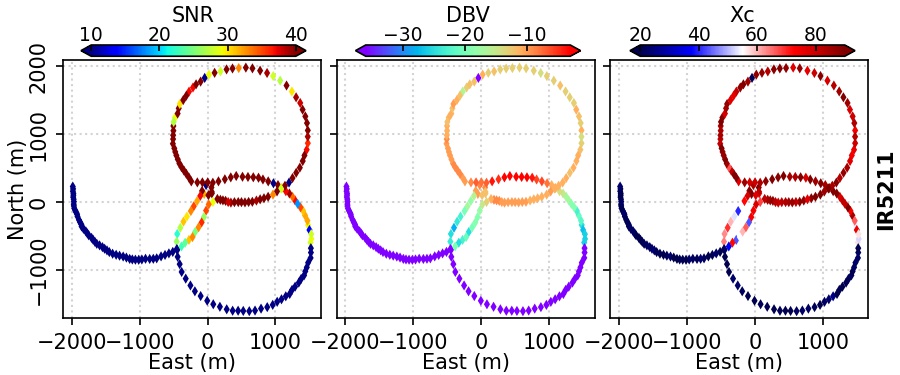 SNR DBV Xc
10 20 30 40 −30 −20 −10 20 40 60 80
2000
1000
0
−1000
North (m)
IR5211
−2000 −1000 0 1000 −2000 −1000 0 1000 −2000 −1000 0 1000
East (m) East (m) East (m)